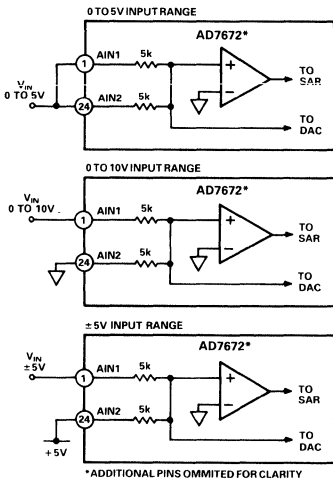 0 TO 5V INPUT RANGE
AD7672*
1 AIN1 5k
VIN
0 TO 5V
24 AIN2 5k
+
−
TO
SAR
TO
DAC
0 TO 10V INPUT RANGE
AD7672*
VIN
0 TO 10V
1 AIN1 5k
24 AIN2 5k
+
−
TO
SAR
TO
DAC
±5V INPUT RANGE
AD7672*
VIN
±5V
1 AIN1 5k
24 AIN2 5k
+5V
+
−
TO
SAR
TO
DAC
*ADDITIONAL PINS OMMITED FOR CLARITY